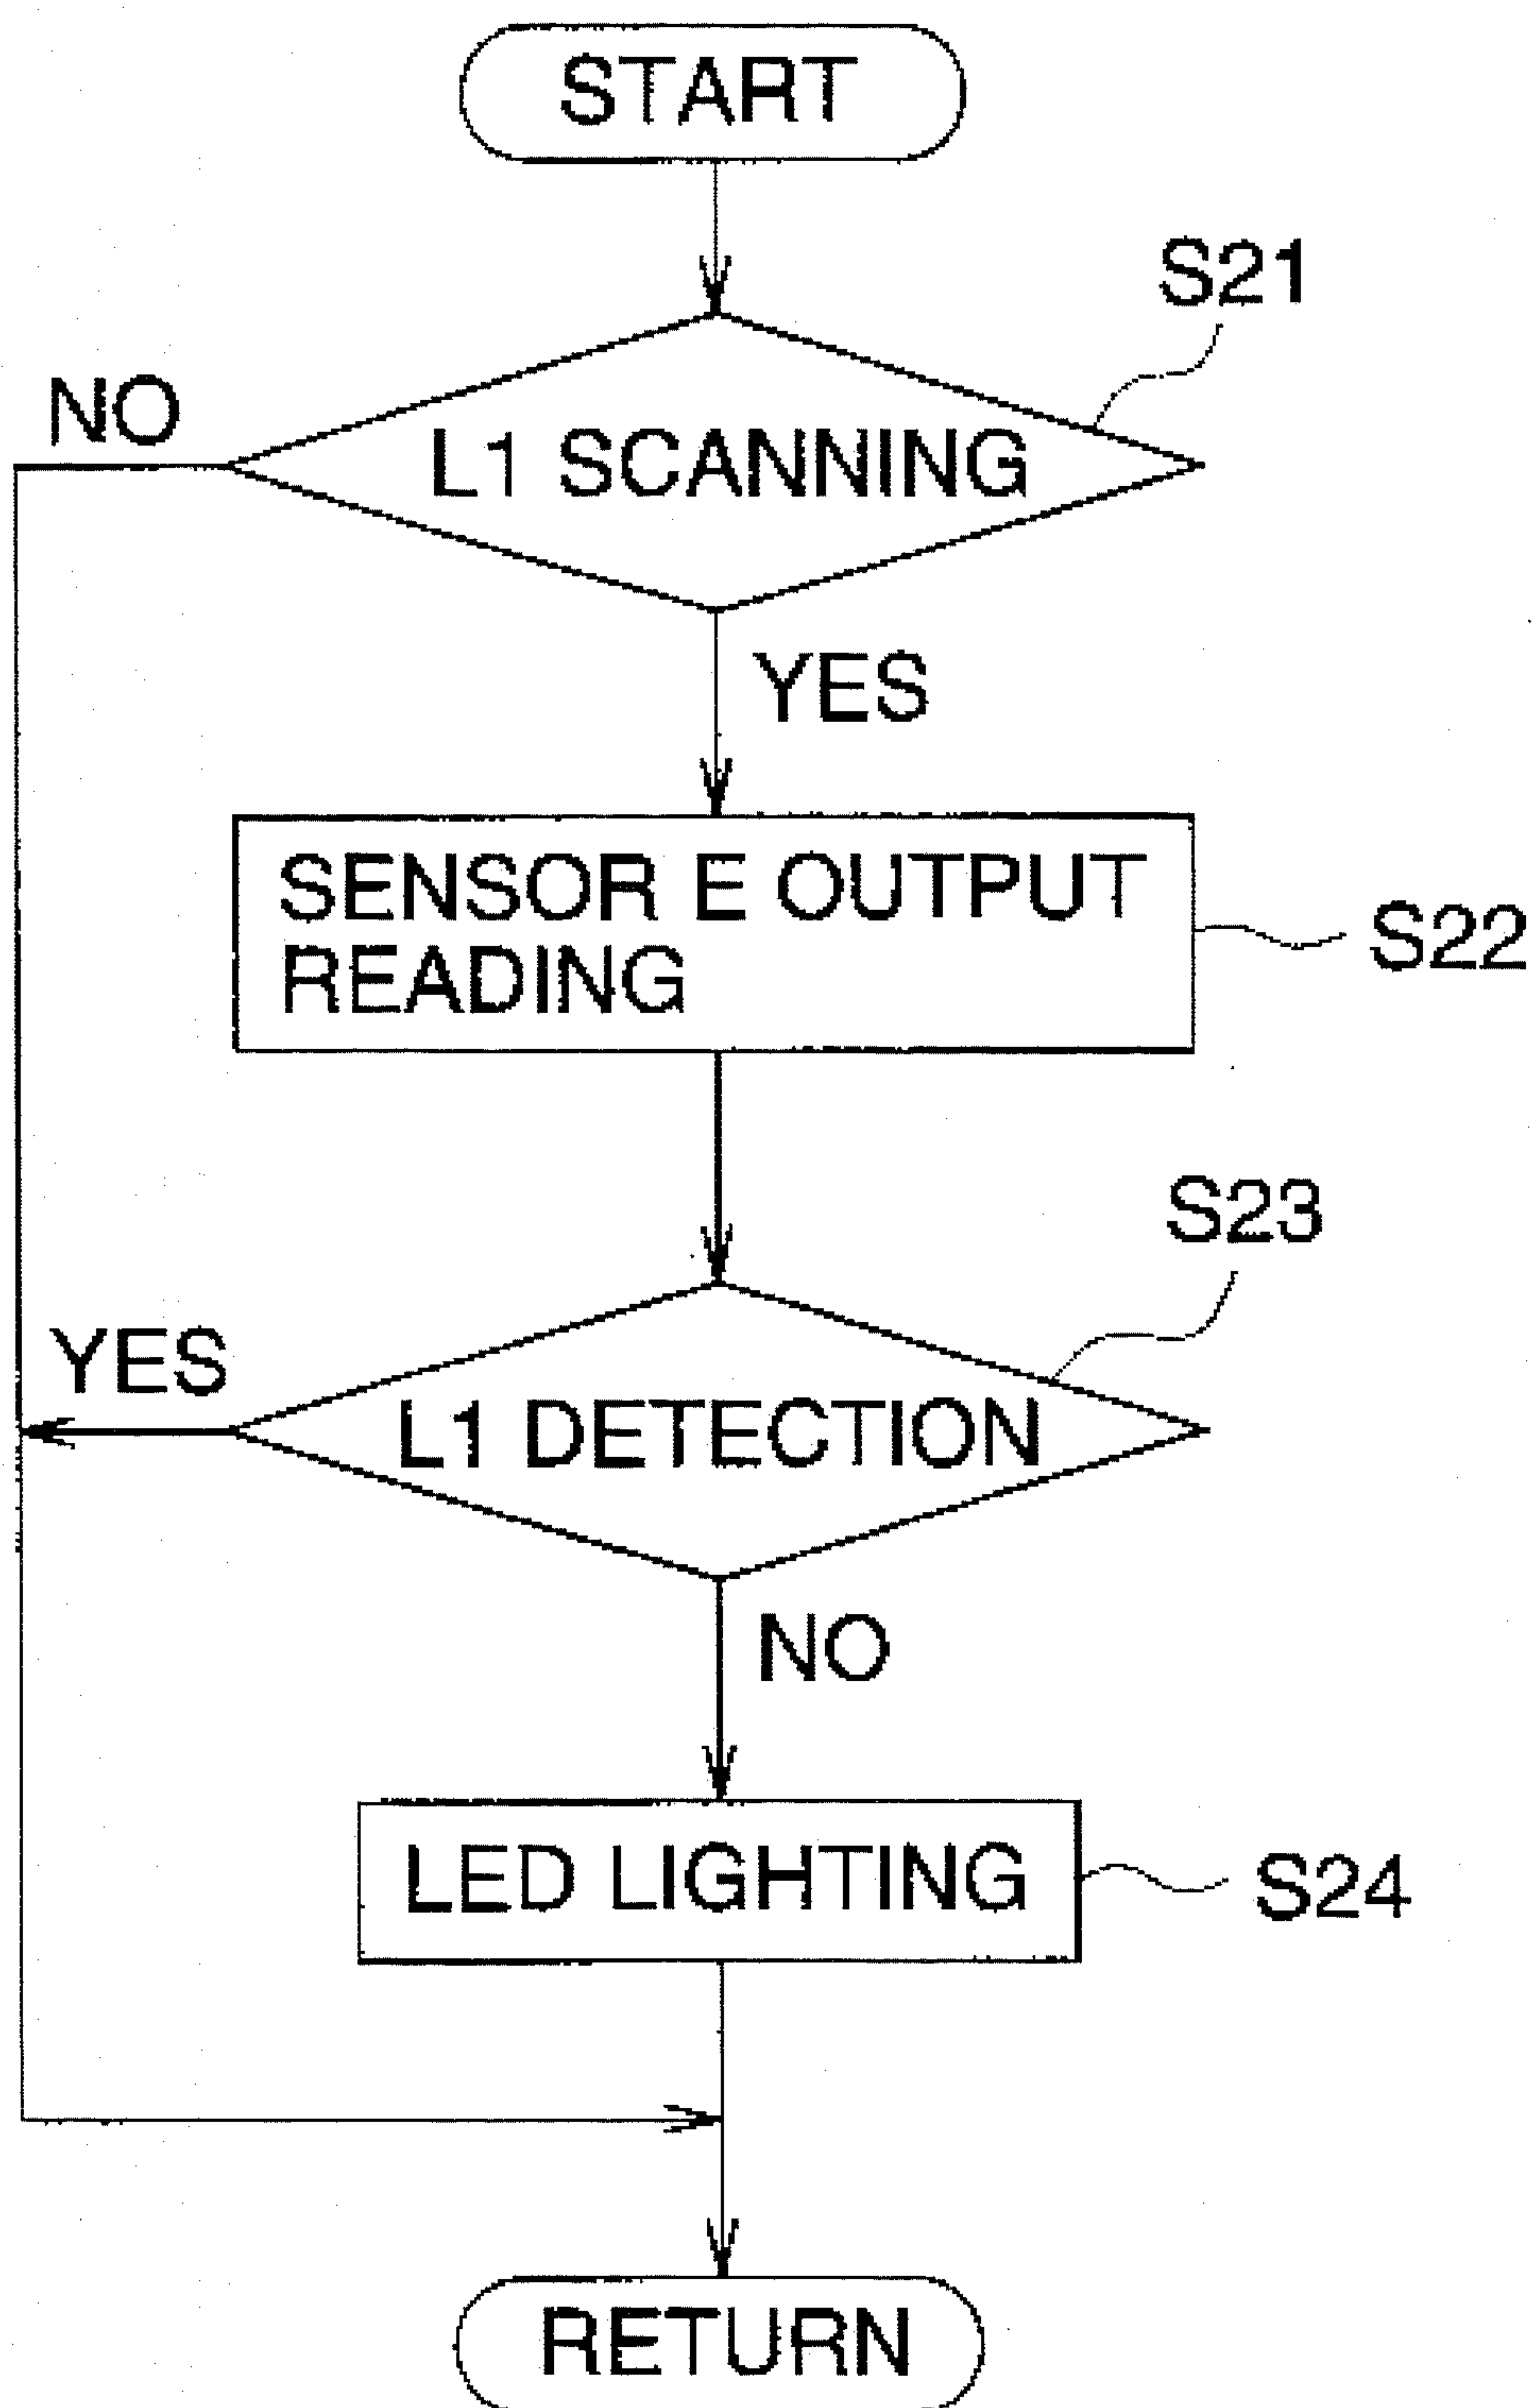 START
S21
NO
L1 SCANNING
YES
SENSOR E OUTPUT
READING
S22
S23
YES
L1 DETECTION
NO
LED LIGHTING
S24
RETURN